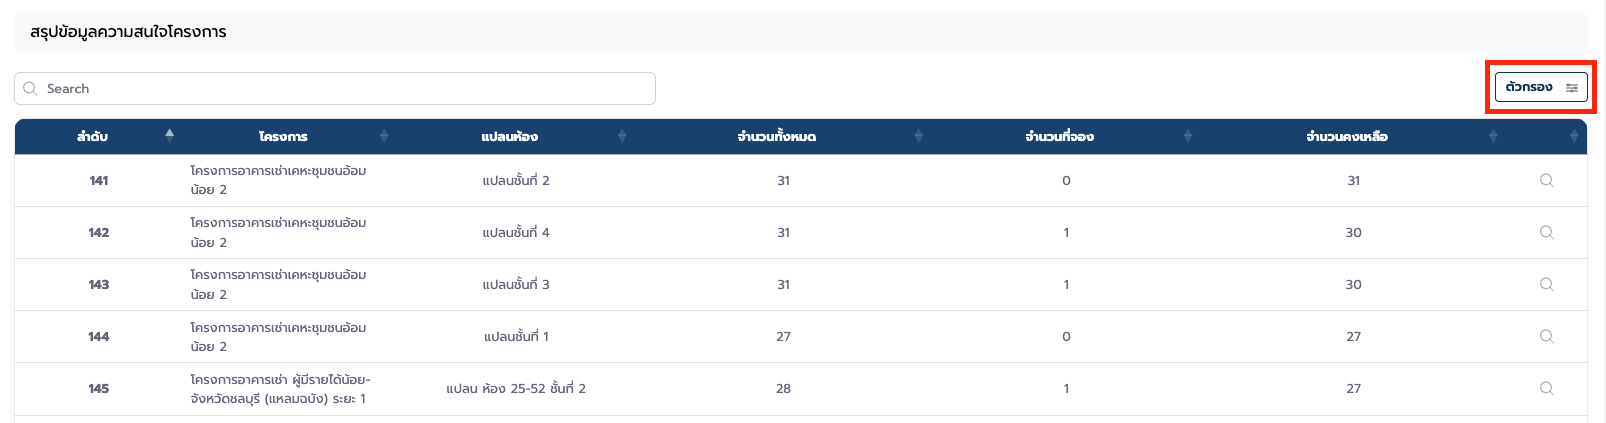 สรุปข้อมูลความสนใจโครงการ
Search
ตัวกรอง
ลำดับ โครงการ แปลนห้อง จำนวนทั้งหมด จำนวนที่จอง จำนวนคงเหลือ
141 โครงการอาคารเช่าเคหะชุมชนอ้อม แปลนชั้นที่ 2 31 0 31
น้อย 2
142 โครงการอาคารเช่าเคหะชุมชนอ้อม แปลนชั้นที่ 4 31 1 30
น้อย 2
143 โครงการอาคารเช่าเคหะชุมชนอ้อม แปลนชั้นที่ 3 31 1 30
น้อย 2
144 โครงการอาคารเช่าเคหะชุมชนอ้อม แปลนชั้นที่ 1 27 0 27
น้อย 2
145 โครงการอาคารเช่า ผู้มีรายได้น้อย- แปลน ห้อง 25-52 ชั้นที่ 2 28 1 27
จังหวัดชลบุรี (แหลมฉบัง) ระยะ 1